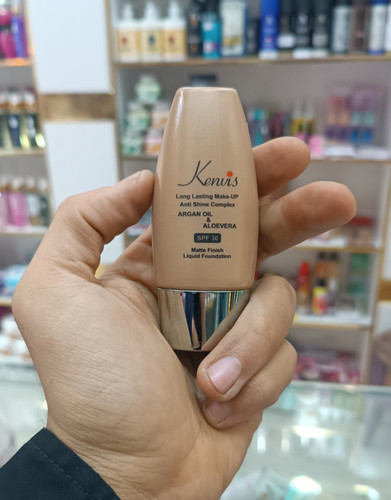 Kenvis
Long Lasting Make-UP
Anti Shine Complex
ARGAN OIL
&
ALOEVERA
SPF 30
Matte Finish
Liquid Foundation